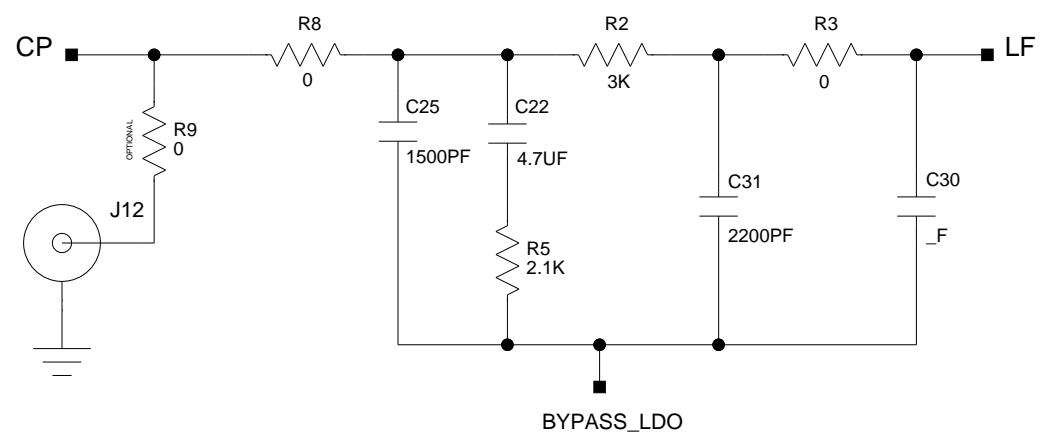 CP
R8
0
R2
3K
R3
0
LF
OPTIONAL
R9
0
C25
1500PF
C22
4.7UF
J12
C31
2200PF
C30
_F
R5
2.1K
BYPASS_LDO